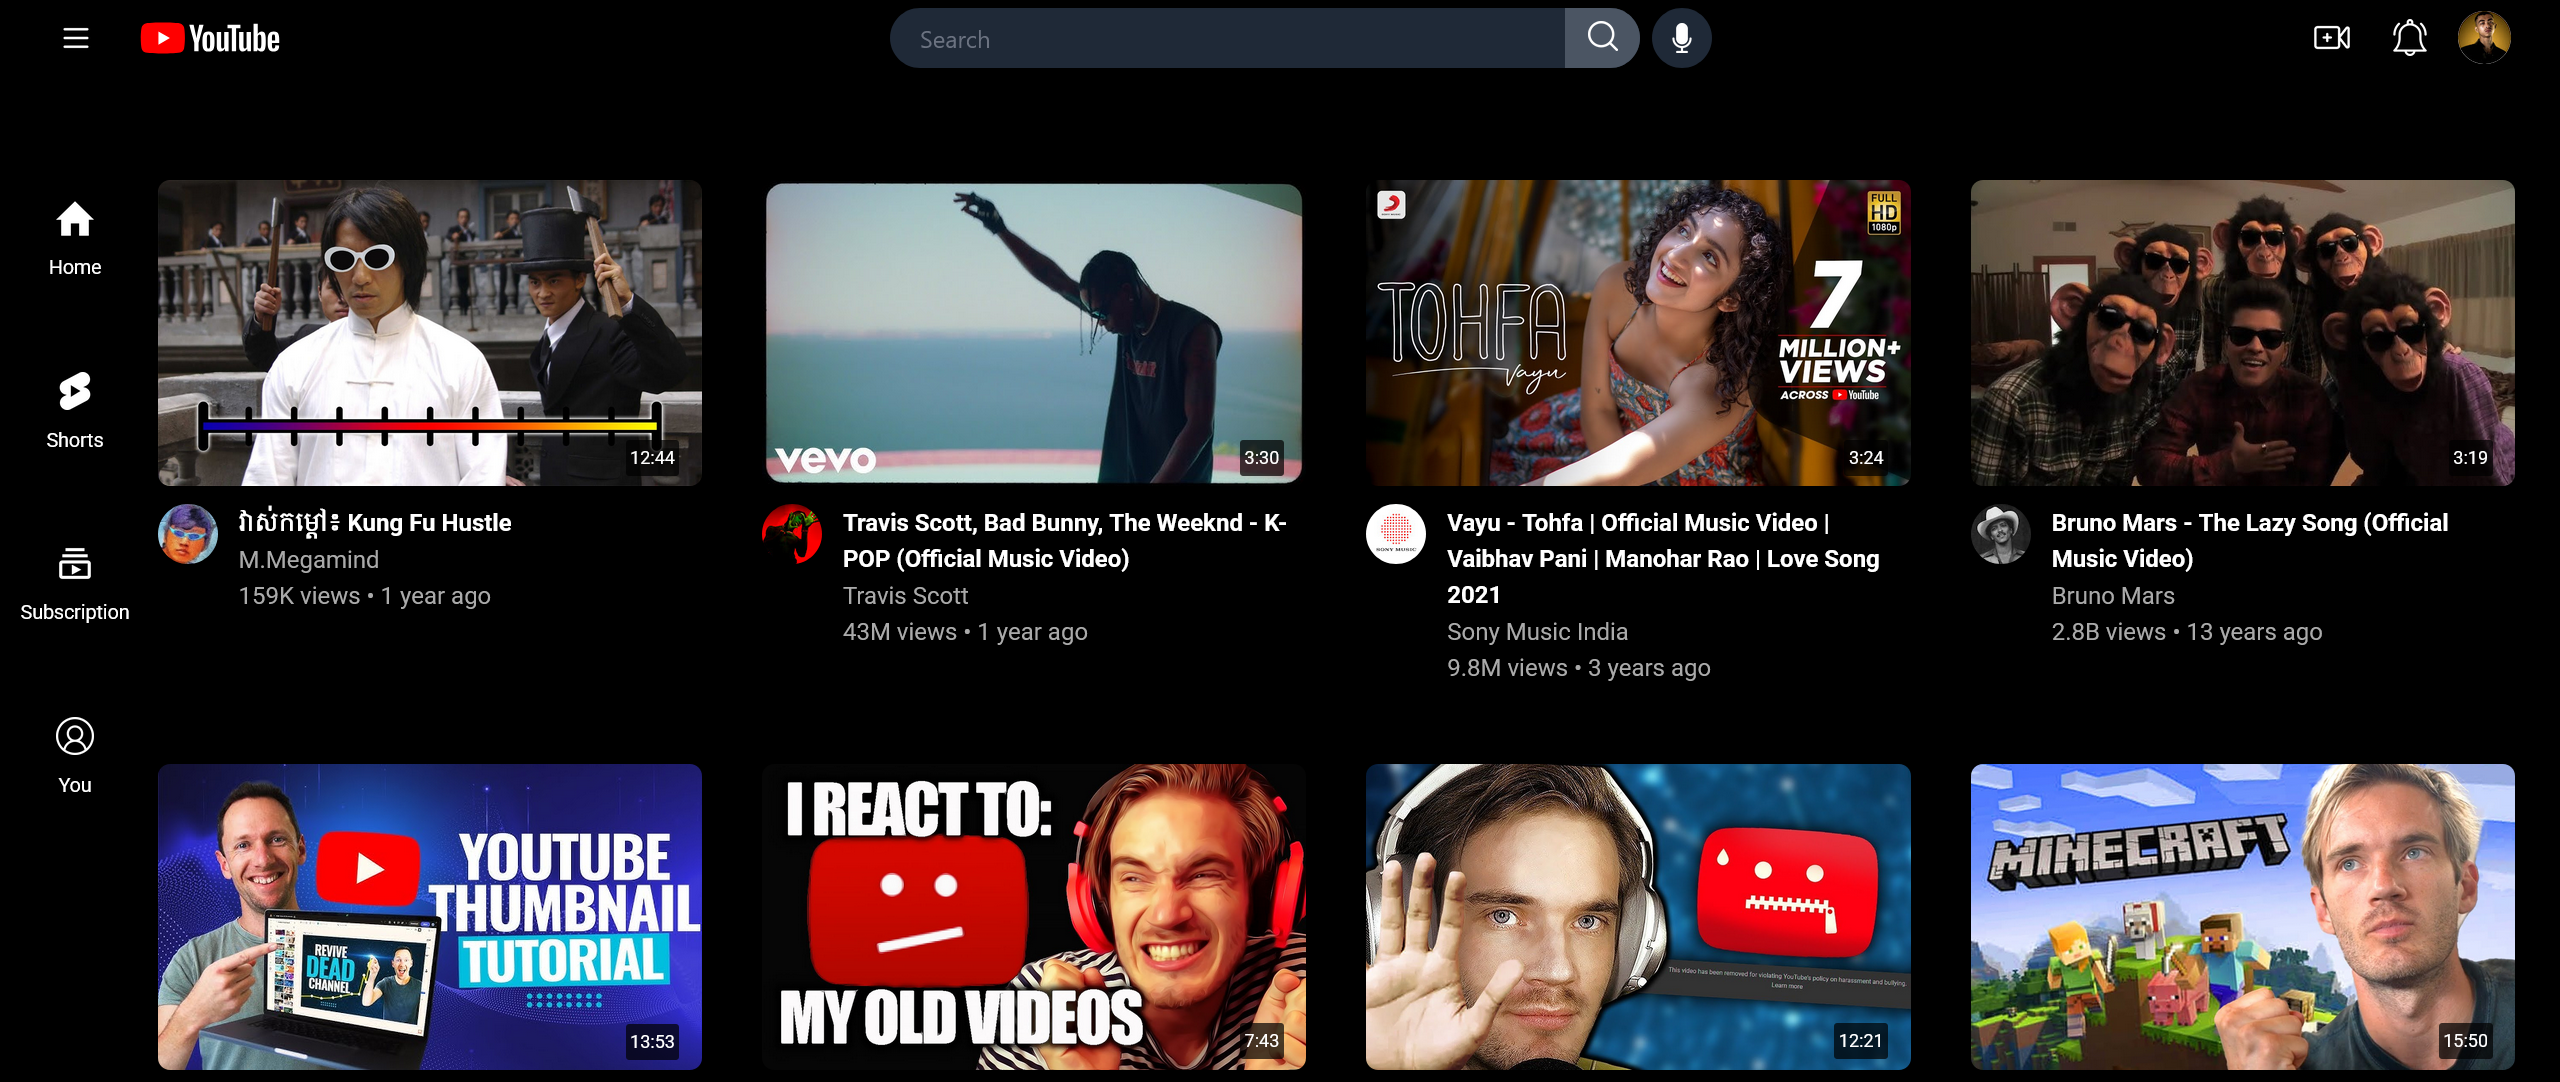 YouTube
Search
Home
Shorts
Subscription
You
12:44
វាស់កម្ដៅ៖ Kung Fu Hustle
M.Megamind
159K views • 1 year ago
vevo
3:30
Travis Scott, Bad Bunny, The Weeknd - K-
POP (Official Music Video)
Travis Scott
43M views • 1 year ago
FULL
HD
1080p
TOHFA
Vayu
7
MILLION+
VIEWS
ACROSS YouTube
3:24
SONY MUSIC
Vayu - Tohfa | Official Music Video |
Vaibhav Pani | Manohar Rao | Love Song
2021
Sony Music India
9.8M views • 3 years ago
3:19
Bruno Mars - The Lazy Song (Official
Music Video)
Bruno Mars
2.8B views • 13 years ago
YOUTUBE
THUMBNAIL
TUTORIAL
REVIVE
DEAD
CHANNEL
13:53
I REACT TO:
MY OLD VIDEOS
7:43
This video has been removed for violating YouTube's policy on harassment and bullying.
Learn more
12:21
MINECRAFT
15:50